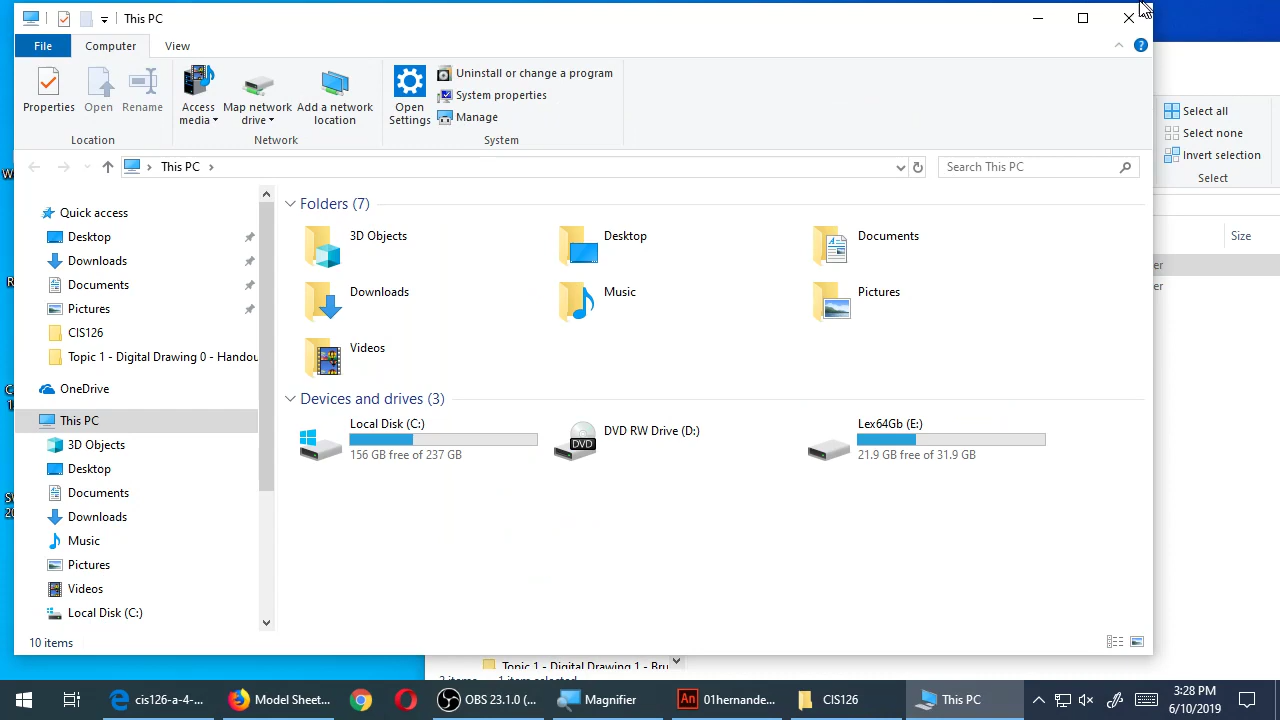 This PC
File
Computer
View
Properties
Open
Rename
Location
Access
media
Map network
drive
Add a network
location
Network
Open
Settings
Uninstall or change a program
System properties
Manage
System
Select all
Select none
Invert selection
Select
This PC
Search This PC
Size
Quick access
Desktop
Downloads
Documents
Pictures
CIS126
Topic 1 - Digital Drawing 0 - Handou
OneDrive
This PC
3D Objects
Desktop
Documents
Downloads
Music
Pictures
Videos
Local Disk (C:)
Folders (7)
3D Objects
Desktop
Documents
Downloads
Music
Pictures
Videos
Devices and drives (3)
Local Disk (C:)
156 GB free of 237 GB
DVD RW Drive (D:)
DVD
Lex64Gb (E:)
21.9 GB free of 31.9 GB
er
er
10 items
Topic 1 - Digital Drawing 1 - Bru
cis126-a-4-...
Model Sheet...
OBS 23.1.0 (...
Magnifier
An
01hernande...
CIS126
This PC
3:28 PM
6/10/2019